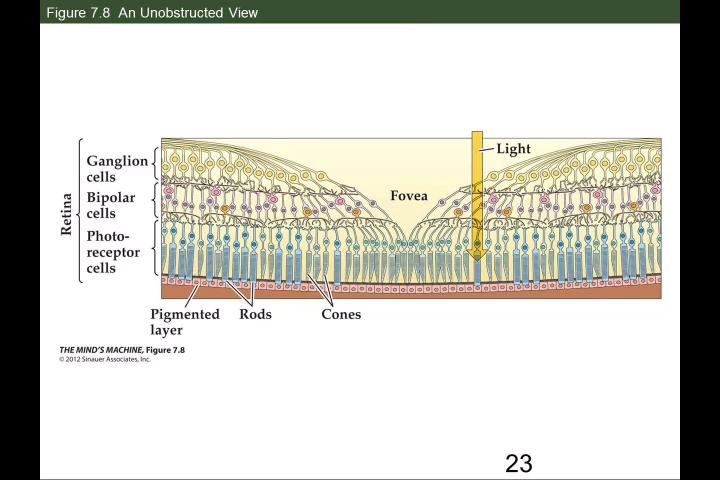 Figure 7.8 An Unobstructed View
Retina
Ganglion
cells
Bipolar
cells
Photo-
receptor
cells
Fovea
Light
Pigmented
layer
Rods
Cones
THE MIND'S MACHINE, Figure 7.8
© 2012 Sinauer Associates, Inc.
23